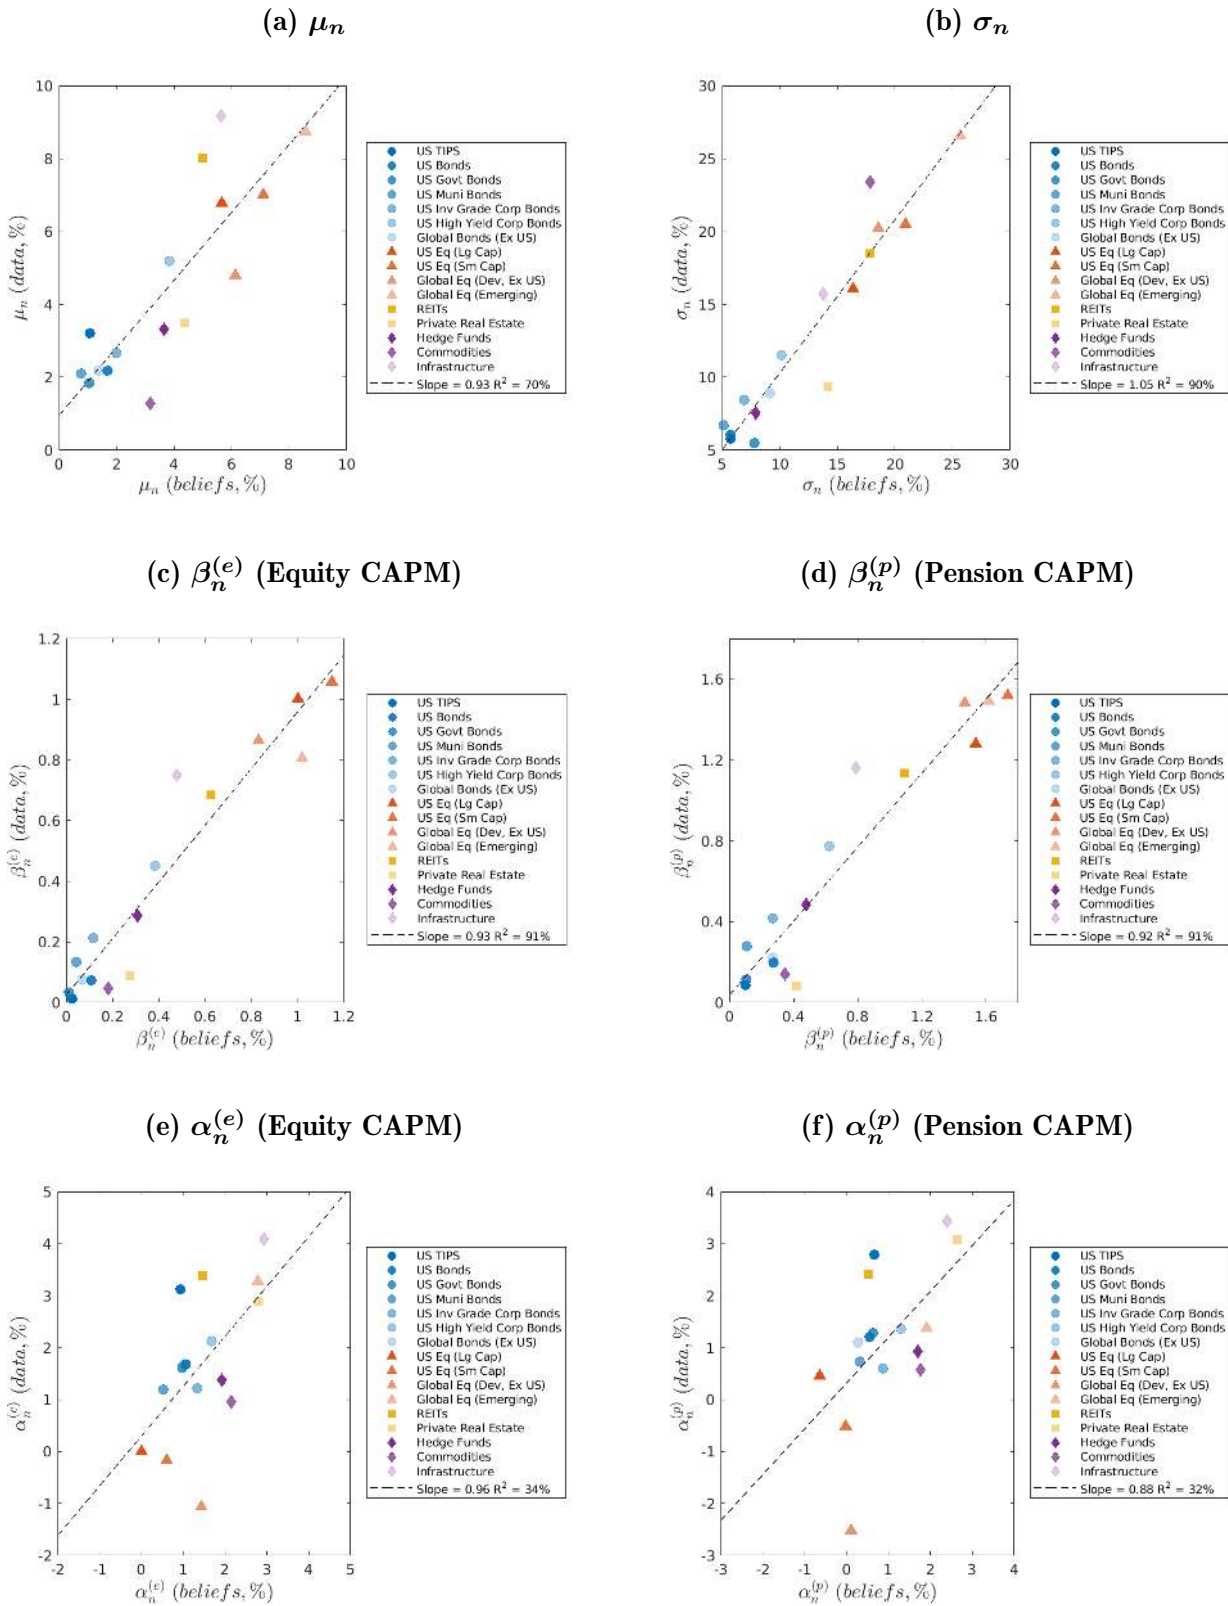 (a) μn
10
8
6
4
2
0
0 2 4 6 8 10
μn (data, %)
μn (beliefs, %)
US TIPS
US Bonds
US Govt Bonds
US Muni Bonds
US Inv Grade Corp Bonds
US High Yield Corp Bonds
Global Bonds (Ex US)
US Eq (Lg Cap)
US Eq (Sm Cap)
Global Eq (Dev, Ex US)
Global Eq (Emerging)
REITs
Private Real Estate
Hedge Funds
Commodities
Infrastructure
Slope = 0.93 R² = 70%
(b) σn
30
25
20
15
10
5
5 10 15 20 25 30
σn (data, %)
σn (beliefs, %)
US TIPS
US Bonds
US Govt Bonds
US Muni Bonds
US Inv Grade Corp Bonds
US High Yield Corp Bonds
Global Bonds (Ex US)
US Eq (Lg Cap)
US Eq (Sm Cap)
Global Eq (Dev, Ex US)
Global Eq (Emerging)
REITs
Private Real Estate
Hedge Funds
Commodities
Infrastructure
Slope = 1.05 R² = 90%
(c) βn(e) (Equity CAPM)
1.2
1
0.8
0.6
0.4
0.2
0
0 0.2 0.4 0.6 0.8 1 1.2
βn(e) (data, %)
βn(e) (beliefs, %)
US TIPS
US Bonds
US Govt Bonds
US Muni Bonds
US Inv Grade Corp Bonds
US High Yield Corp Bonds
Global Bonds (Ex US)
US Eq (Lg Cap)
US Eq (Sm Cap)
Global Eq (Dev, Ex US)
Global Eq (Emerging)
REITs
Private Real Estate
Hedge Funds
Commodities
Infrastructure
Slope = 0.93 R² = 91%
(d) βn(p) (Pension CAPM)
1.6
1.2
0.8
0.4
0
0 0.4 0.8 1.2 1.6
βn(p) (data, %)
βn(p) (beliefs, %)
US TIPS
US Bonds
US Govt Bonds
US Muni Bonds
US Inv Grade Corp Bonds
US High Yield Corp Bonds
Global Bonds (Ex US)
US Eq (Lg Cap)
US Eq (Sm Cap)
Global Eq (Dev, Ex US)
Global Eq (Emerging)
REITs
Private Real Estate
Hedge Funds
Commodities
Infrastructure
Slope = 0.92 R² = 91%
(e) αn(e) (Equity CAPM)
5
4
3
2
1
0
-1
-2
-2 -1 0 1 2 3 4 5
αn(e) (data, %)
αn(e) (beliefs, %)
US TIPS
US Bonds
US Govt Bonds
US Muni Bonds
US Inv Grade Corp Bonds
US High Yield Corp Bonds
Global Bonds (Ex US)
US Eq (Lg Cap)
US Eq (Sm Cap)
Global Eq (Dev, Ex US)
Global Eq (Emerging)
REITs
Private Real Estate
Hedge Funds
Commodities
Infrastructure
Slope = 0.96 R² = 34%
(f) αn(p) (Pension CAPM)
4
3
2
1
0
-1
-2
-3
-3 -2 -1 0 1 2 3 4
αn(p) (data, %)
αn(p) (beliefs, %)
US TIPS
US Bonds
US Govt Bonds
US Muni Bonds
US Inv Grade Corp Bonds
US High Yield Corp Bonds
Global Bonds (Ex US)
US Eq (Lg Cap)
US Eq (Sm Cap)
Global Eq (Dev, Ex US)
Global Eq (Emerging)
REITs
Private Real Estate
Hedge Funds
Commodities
Infrastructure
Slope = 0.88 R² = 32%